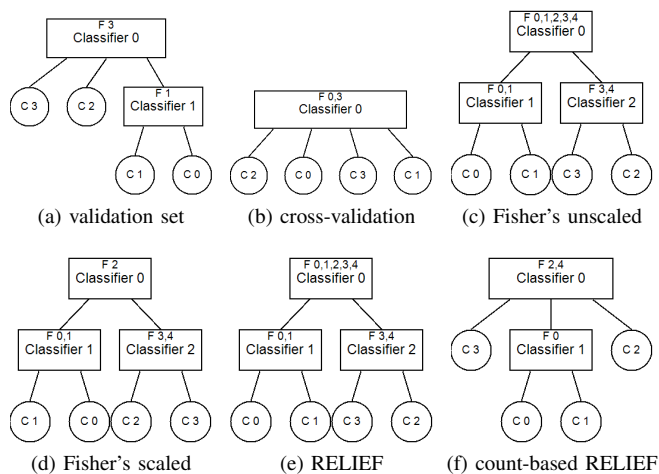 F 3
Classifier 0
C 3
C 2
F 1
Classifier 1
C 1
C 0
(a) validation set
F 0,3
Classifier 0
C 2
C 0
C 3
C 1
(b) cross-validation
F 0,1,2,3,4
Classifier 0
F 0,1
Classifier 1
F 3,4
Classifier 2
C 0
C 1
C 3
C 2
(c) Fisher's unscaled
F 2
Classifier 0
F 0,1
Classifier 1
F 3,4
Classifier 2
C 1
C 0
C 2
C 3
(d) Fisher's scaled
F 0,1,2,3,4
Classifier 0
F 0,1
Classifier 1
F 3,4
Classifier 2
C 0
C 1
C 3
C 2
(e) RELIEF
F 2,4
Classifier 0
C 3
F 0
Classifier 1
C 2
C 0
C 1
(f) count-based RELIEF